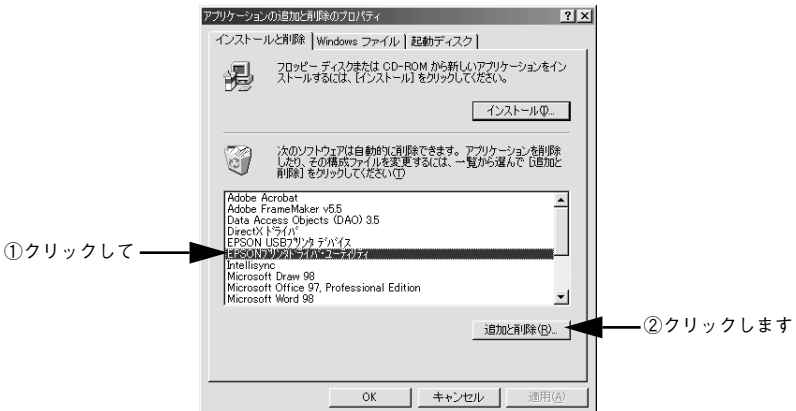 アプリケーションの追加と削除のプロパティ
インストールと削除 Windows ファイル 起動ディスク
フロッピー ディスクまたは CD-ROM から新しいアプリケーションをイン
ストールするには、[インストール] をクリックしてください。
インストール(I)...
次のソフトウェアは自動的に削除できます。アプリケーションを削除
したり、その構成ファイルを変更するには、一覧から選んで [追加と
削除] をクリックしてください(T)
Adobe Acrobat
Adobe FrameMaker v5.5
Data Access Objects (DAO) 3.5
DirectX ドライバ
EPSON USBプリンタ デバイス
①クリックして
EPSONプリンタドライバ・ユーティリティ
Intellisync
Microsoft Draw 98
Microsoft Office 97, Professional Edition
Microsoft Word 98
追加と削除(R)...
②クリックします
OK キャンセル 適用(A)